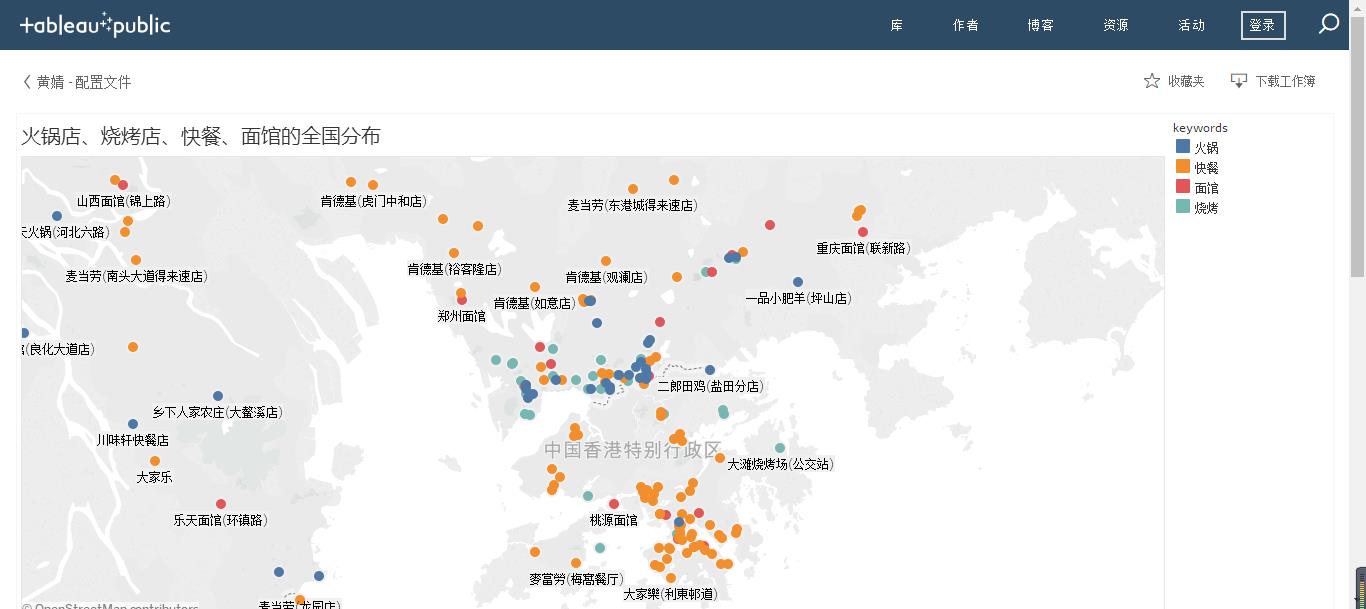 +ableau public
库 作者 博客 资源 活动 登录
黄婧 - 配置文件
收藏夹 下载工作簿
火锅店、烧烤店、快餐、面馆的全国分布
keywords
火锅
快餐
面馆
烧烤
山西面馆(锦上路)
肯德基(虎门中和店)
麦当劳(东港城得来速店)
火锅(河北六路)
重庆面馆(联新路)
麦当劳(南头大道得来速店)
肯德基(裕客隆店)
肯德基(观澜店)
肯德基(如意店)
一品小肥羊(坪山店)
郑州面馆
(良化大道店)
二郎田鸡(盐田分店)
乡下人家农庄(大鳌溪店)
川味轩快餐店
中国香港特别行政区
大滩烧烤场(公交站)
大家乐
乐天面馆(环镇路)
桃源面馆
麥當勞(梅窩餐厅)
大家樂(利東邨道)
麦当劳(龙园店)
© OpenStreetMap contributors